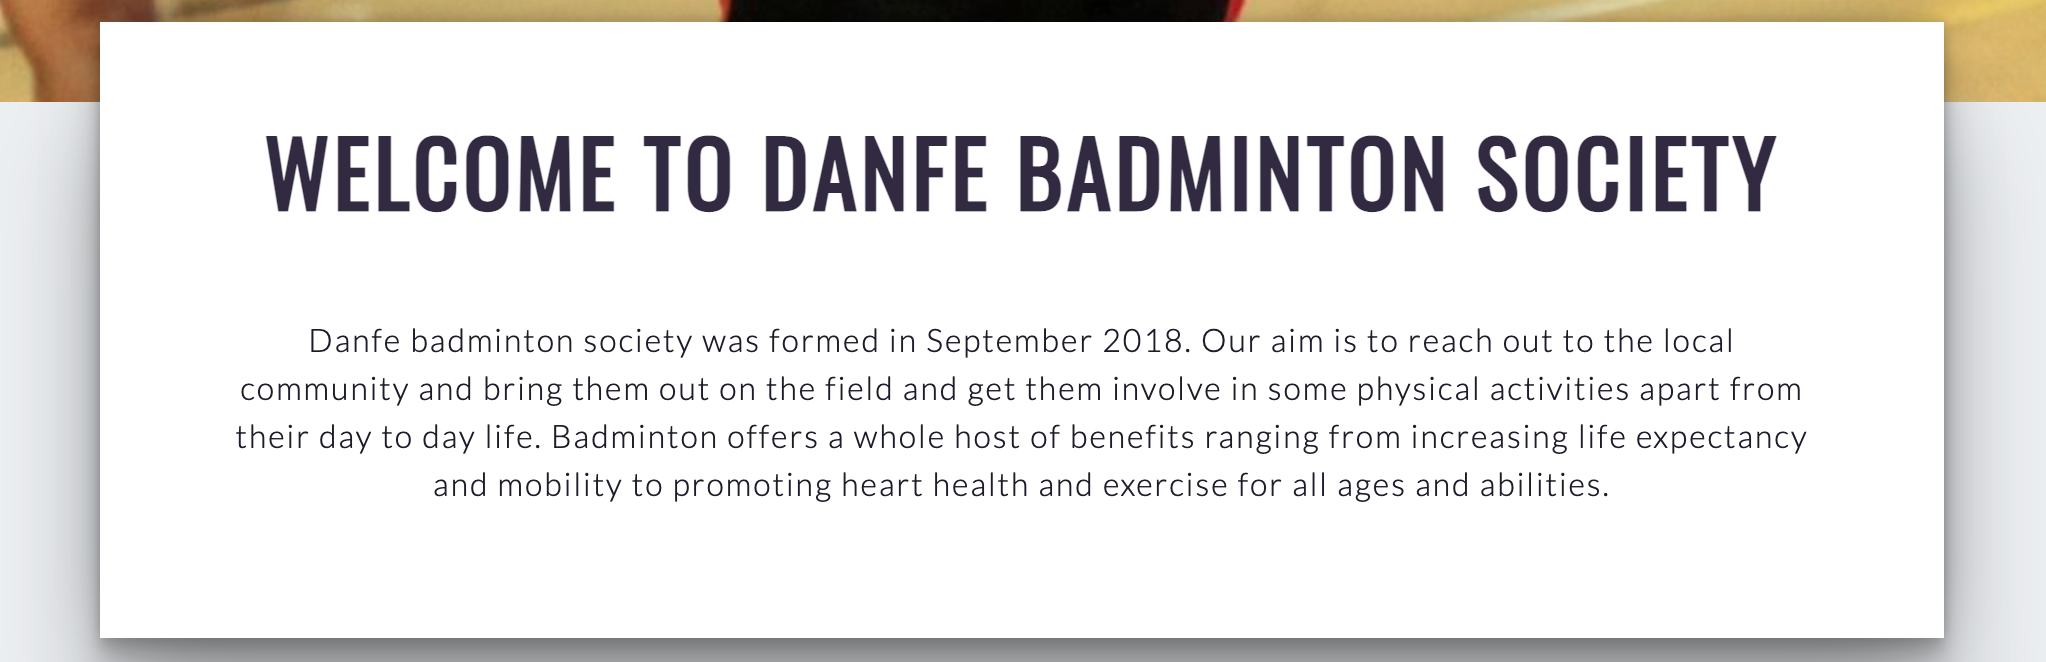 WELCOME TO DANFE BADMINTON SOCIETY
Danfe badminton society was formed in September 2018. Our aim is to reach out to the local
community and bring them out on the field and get them involve in some physical activities apart from
their day to day life. Badminton offers a whole host of benefits ranging from increasing life expectancy
and mobility to promoting heart health and exercise for all ages and abilities.